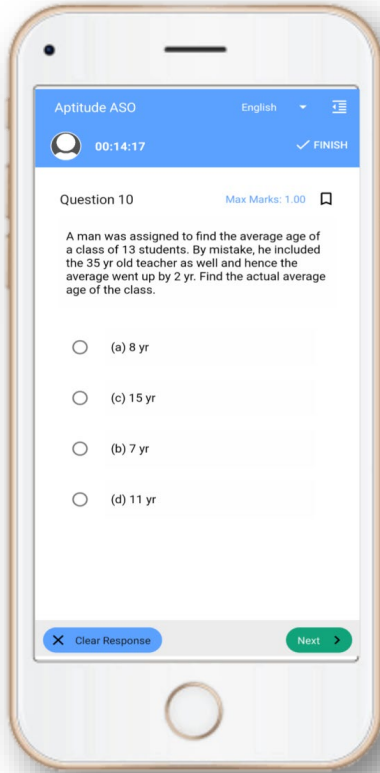 Aptitude ASO English
00:14:17 FINISH
Question 10 Max Marks: 1.00
A man was assigned to find the average age of
a class of 13 students. By mistake, he included
the 35 yr old teacher as well and hence the
average went up by 2 yr. Find the actual average
age of the class.
(a) 8 yr
(c) 15 yr
(b) 7 yr
(d) 11 yr
Clear Response Next